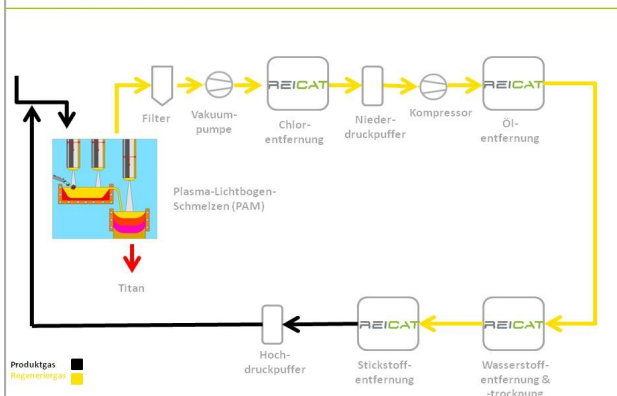 REICAT
REICAT
Filter
Vakuum-
pumpe
Chlor-
entfernung
Nieder-
druckpuffer
Kompressor
Öl-
entfernung
Plasma-Lichtbogen-
Schmelzen (PAM)
Titan
REICAT
REICAT
Hoch-
druckpuffer
Stickstoff-
entfernung
Wasserstoff-
entfernung &
-trocknung
Produktgas
Regeneriergas